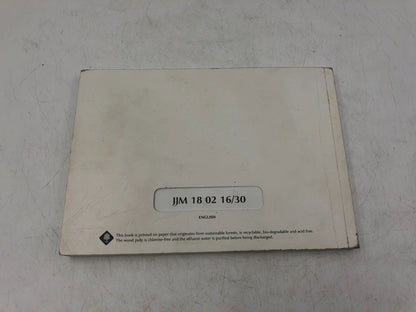 JJM 18 02 16/30
ENGLISH
This book is printed on paper that originates from sustainable forests, is recyclable, bio-degradable and acid free.
The wood pulp is chlorine-free and the effluent water is purified before being discharged.